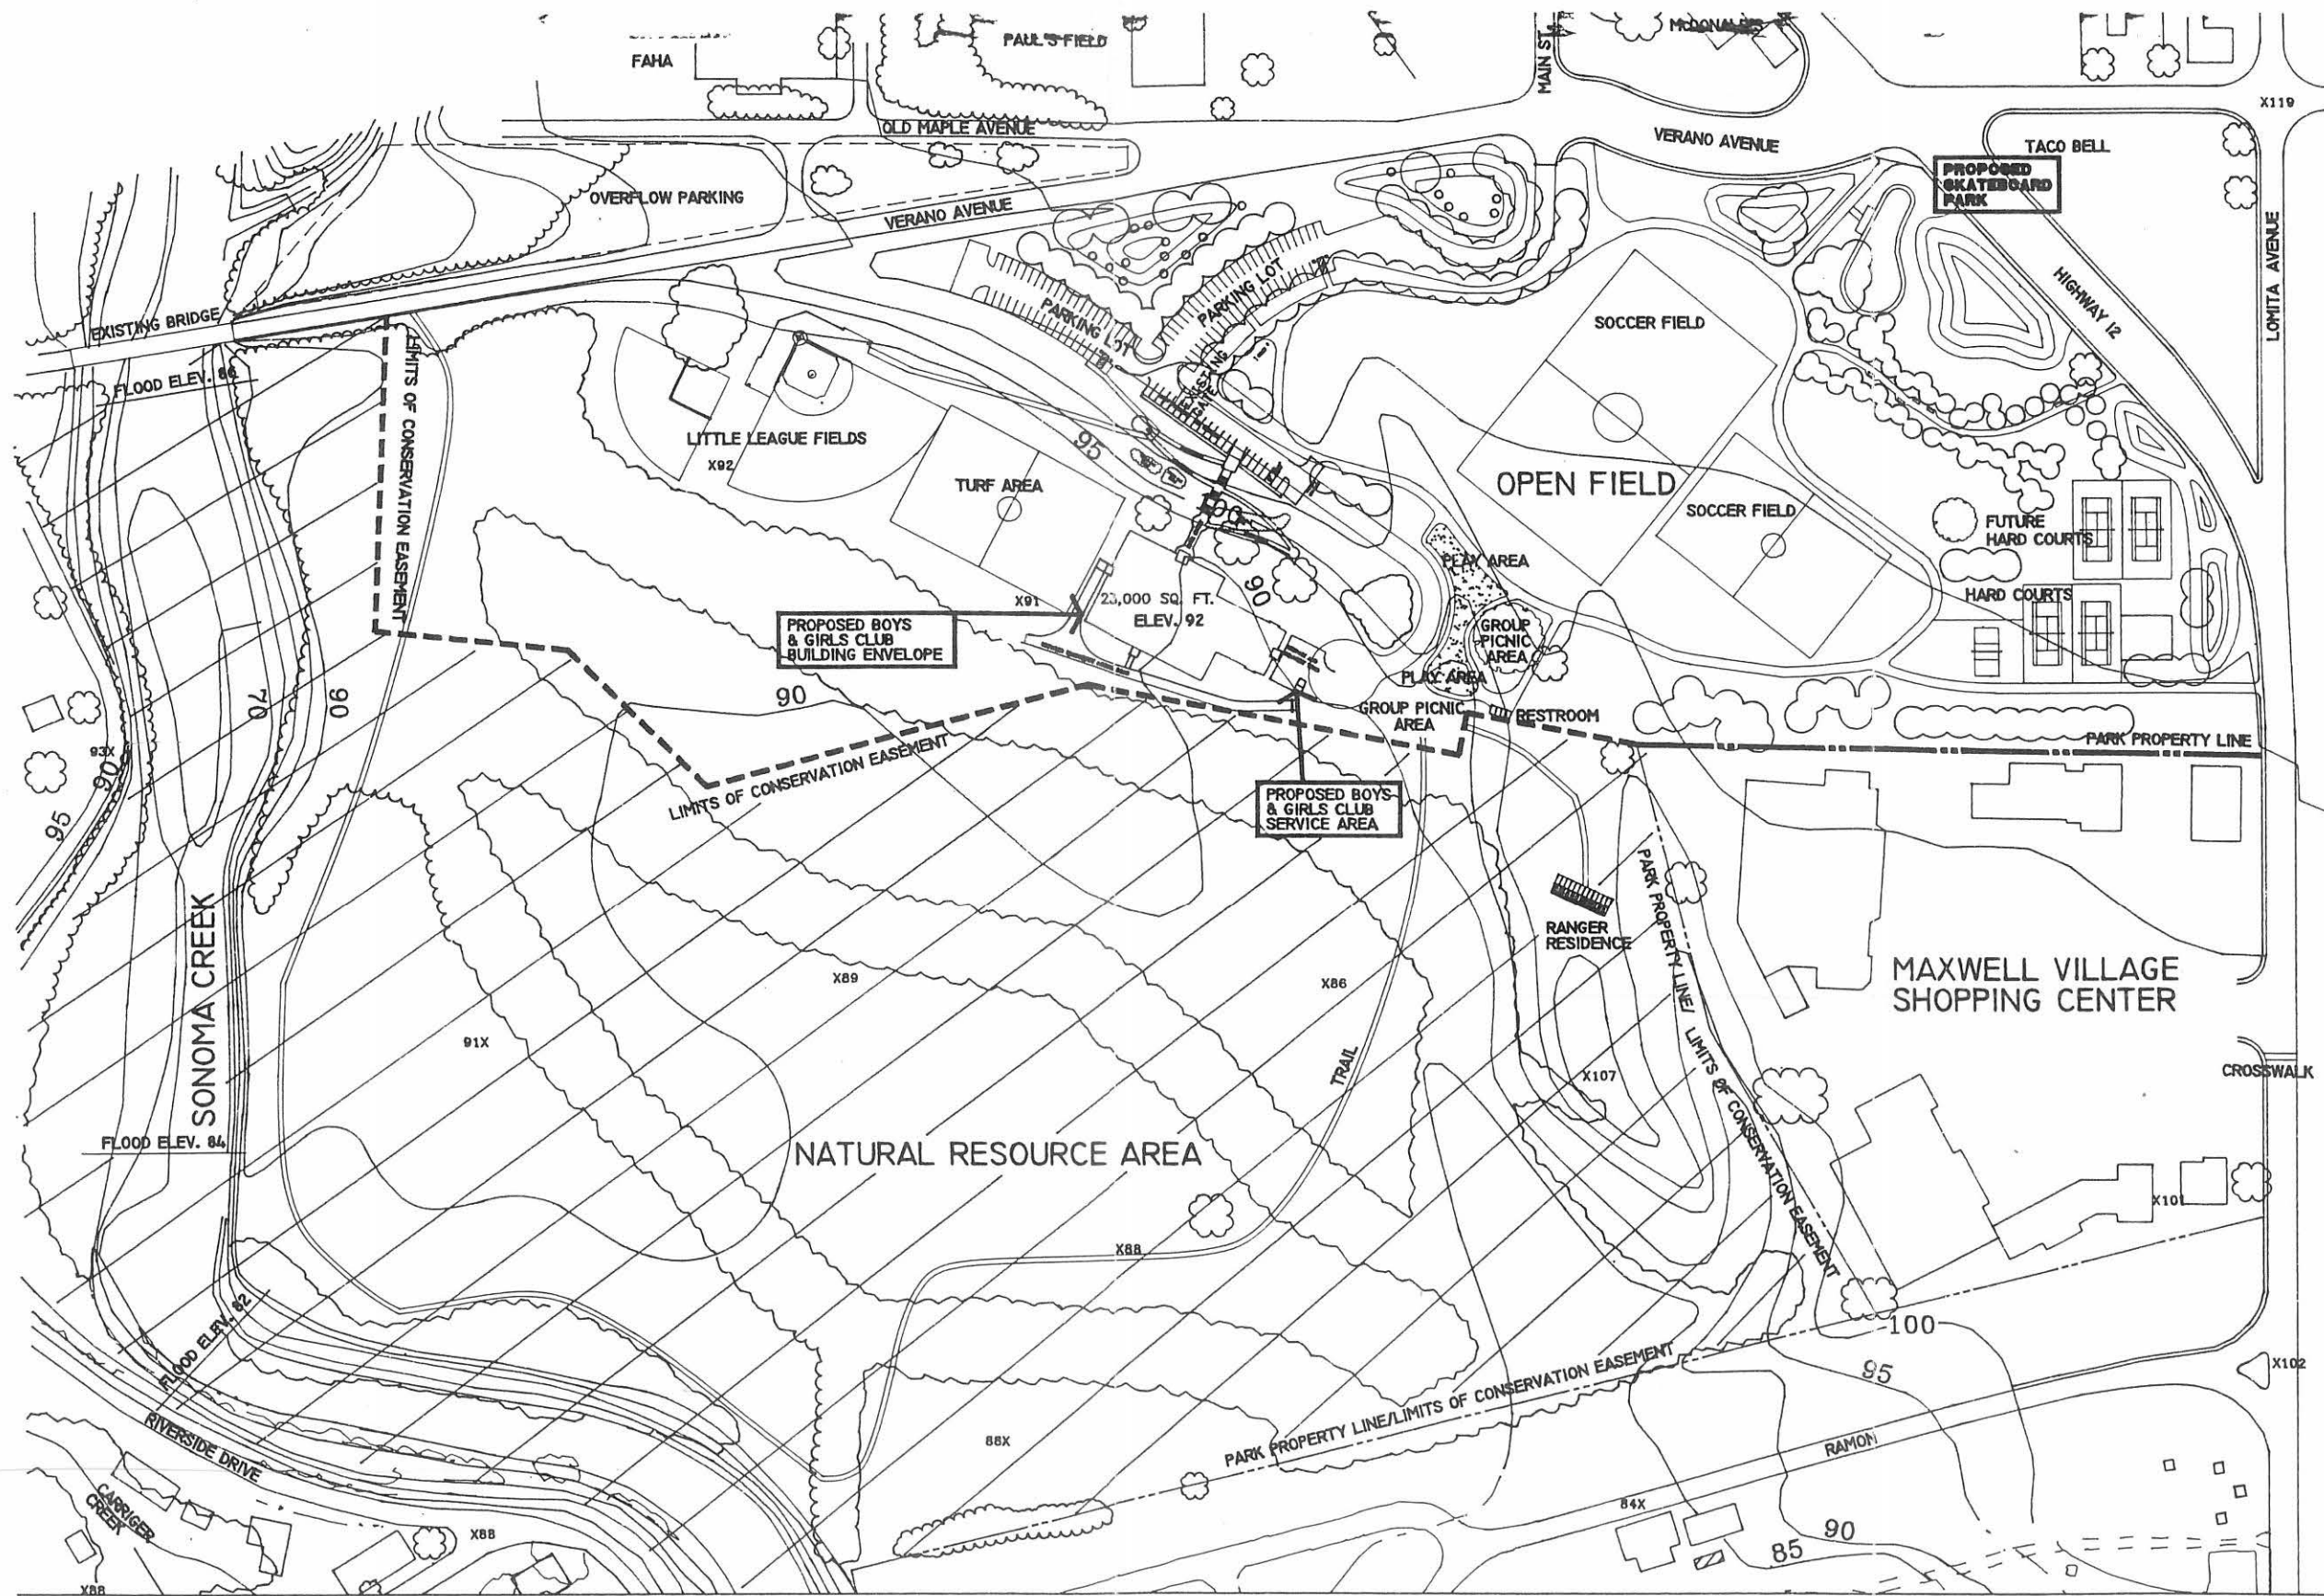 FAHA
PAUL'S FIELD
MAIN ST.
McDONALD'S
X119
OLD MAPLE AVENUE
VERANO AVENUE
TACO BELL
PROPOSED
SKATEBOARD
PARK
OVERFLOW PARKING
VERANO AVENUE
LOMITA AVENUE
HIGHWAY 12
PARKING LOT
PARKING LOT
EXISTING BRIDGE
SOCCER FIELD
FLOOD ELEV. 86
LIMITS OF CONSERVATION EASEMENT
LITTLE LEAGUE FIELDS
X92
95
TURF AREA
EXISTING
100
OPEN FIELD
SOCCER FIELD
FUTURE
HARD COURTS
HARD COURTS
PLAY AREA
90
X91
23,000 SQ. FT.
ELEV. 92
PROPOSED BOYS
& GIRLS CLUB
BUILDING ENVELOPE
GROUP
PICNIC
AREA
PLAY AREA
GROUP PICNIC
AREA
RESTROOM
PARK PROPERTY LINE
70
90
90
93X
90
95
LIMITS OF CONSERVATION EASEMENT
PROPOSED BOYS
& GIRLS CLUB
SERVICE AREA
RANGER
RESIDENCE
PARK PROPERTY LINE/ LIMITS OF CONSERVATION EASEMENT
MAXWELL VILLAGE
SHOPPING CENTER
SONOMA CREEK
X89
X86
91X
TRAIL
X107
CROSSWALK
FLOOD ELEV. 84
NATURAL RESOURCE AREA
X101
X88
FLOOD ELEV. 82
100
95
X102
PARK PROPERTY LINE/LIMITS OF CONSERVATION EASEMENT
88X
RAMON
RIVERSIDE DRIVE
CARRIGER
CREEK
X88
84X
90
85
X88